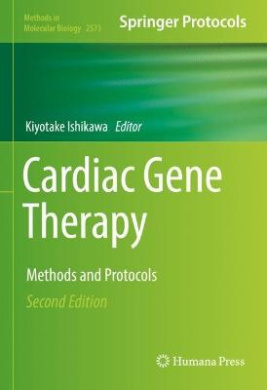 Methods in
Molecular Biology 2573
Springer Protocols
Kiyotake Ishikawa Editor
Cardiac Gene
Therapy
Methods and Protocols
Second Edition
Humana Press